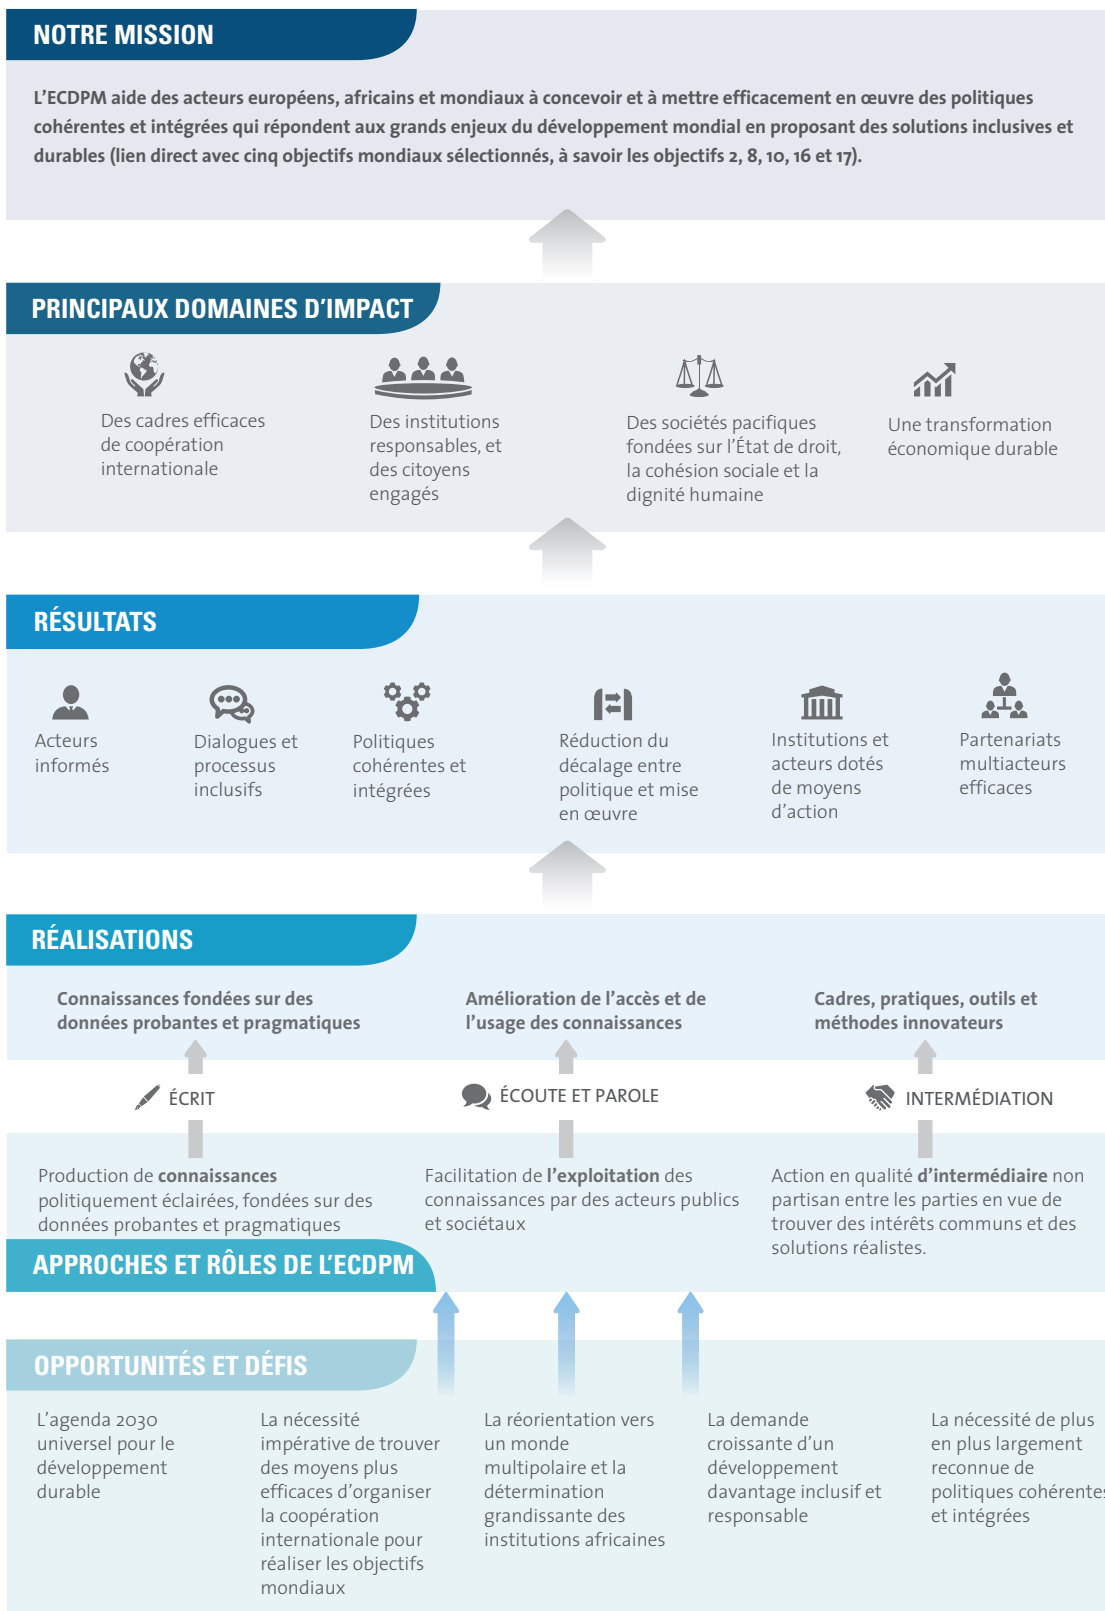 NOTRE MISSION
L'ECDPM aide des acteurs européens, africains et mondiaux à concevoir et à mettre efficacement en œuvre des politiques
cohérentes et intégrées qui répondent aux grands enjeux du développement mondial en proposant des solutions inclusives et
durables (lien direct avec cinq objectifs mondiaux sélectionnés, à savoir les objectifs 2, 8, 10, 16 et 17).
PRINCIPAUX DOMAINES D'IMPACT
Des cadres efficaces
de coopération
internationale
Des institutions
responsables, et
des citoyens
engagés
Des sociétés pacifiques
fondées sur l'État de droit,
la cohésion sociale et la
dignité humaine
Une transformation
économique durable
RÉSULTATS
Acteurs
informés
Dialogues et
processus
inclusifs
Politiques
cohérentes et
intégrées
Réduction du
décalage entre
politique et mise
en œuvre
Institutions et
acteurs dotés
de moyens
d'action
Partenariats
multiacteurs
efficaces
RÉALISATIONS
Connaissances fondées sur des
données probantes et pragmatiques
Amélioration de l'accès et de
l'usage des connaissances
Cadres, pratiques, outils et
méthodes innovateurs
ÉCRIT
ÉCOUTE ET PAROLE
INTERMÉDIATION
Production de connaissances
politiquement éclairées, fondées sur des
données probantes et pragmatiques
Facilitation de l'exploitation des
connaissances par des acteurs publics
et sociétaux
Action en qualité d'intermédiaire non
partisan entre les parties en vue de
trouver des intérêts communs et des
solutions réalistes.
APPROCHES ET RÔLES DE L'ECDPM
OPPORTUNITÉS ET DÉFIS
L'agenda 2030
universel pour le
développement
durable
La nécessité
impérative de trouver
des moyens plus
efficaces d'organiser
la coopération
internationale pour
réaliser les objectifs
mondiaux
La réorientation vers
un monde
multipolaire et la
détermination
grandissante des
institutions africaines
La demande
croissante d'un
développement
davantage inclusif et
responsable
La nécessité de plus
en plus largement
reconnue de
politiques cohérentes
et intégrées